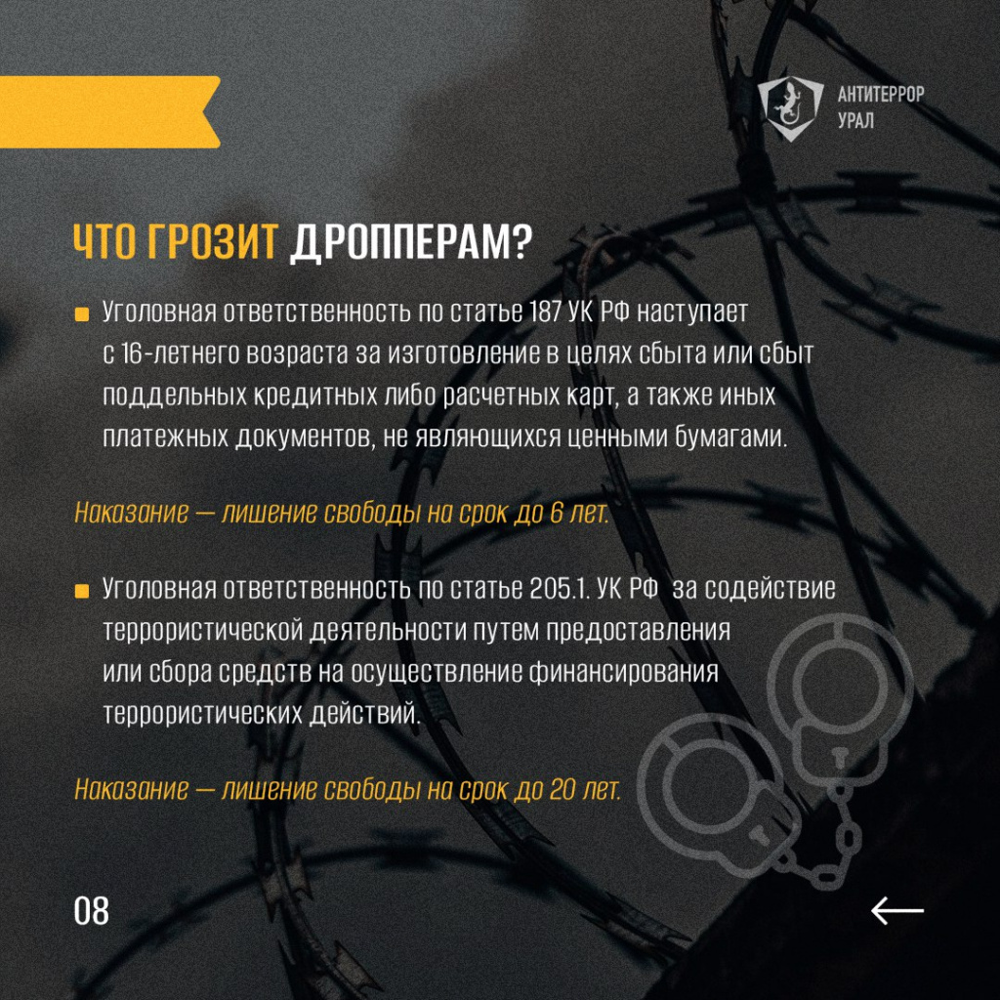 АНТИТЕРРОР
УРАЛ
ЧТО ГРОЗИТ ДРОППЕРАМ?
Уголовная ответственность по статье 187 УК РФ наступает
с 16-летнего возраста за изготовление в целях сбыта или сбыт
поддельных кредитных либо расчетных карт, а также иных
платежных документов, не являющихся ценными бумагами.
Наказание — лишение свободы на срок до 6 лет.
Уголовная ответственность по статье 205.1. УК РФ за содействие
террористической деятельности путем предоставления
или сбора средств на осуществление финансирования
террористических действий.
Наказание — лишение свободы на срок до 20 лет.
08